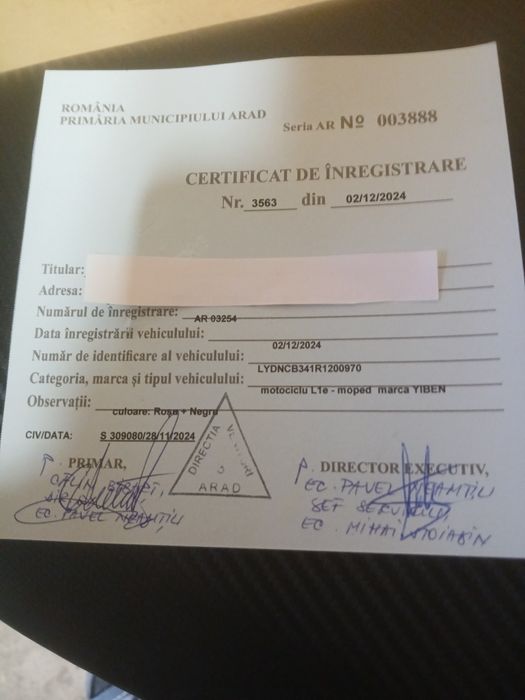 ROMÂNIA
PRIMĂRIA MUNICIPIULUI ARAD
Seria AR Nº 003888
CERTIFICAT DE ÎNREGISTRARE
Nr. 3563 din 02/12/2024
Titular:
Adresa:
Numărul de înregistrare: AR 03254
Data înregistrării vehiculului: 02/12/2024
Număr de identificare al vehiculului: LYDNCB341R1200970
Categoria, marca și tipul vehiculului: motociclu L1e - moped marca YIBEN
Observații: culoare: Roșu + Negru
CIV/DATA: S 309080/28/11/2024
DIRECȚIA
ARAD
P. PRIMAR,
CĂLIN
EC. PAVEL NEAMȚIU
P. DIRECTOR EXECUTIV,
EC. PAVEL NEAMȚIU
ȘEF SERVICIU,
EC. MIHAI